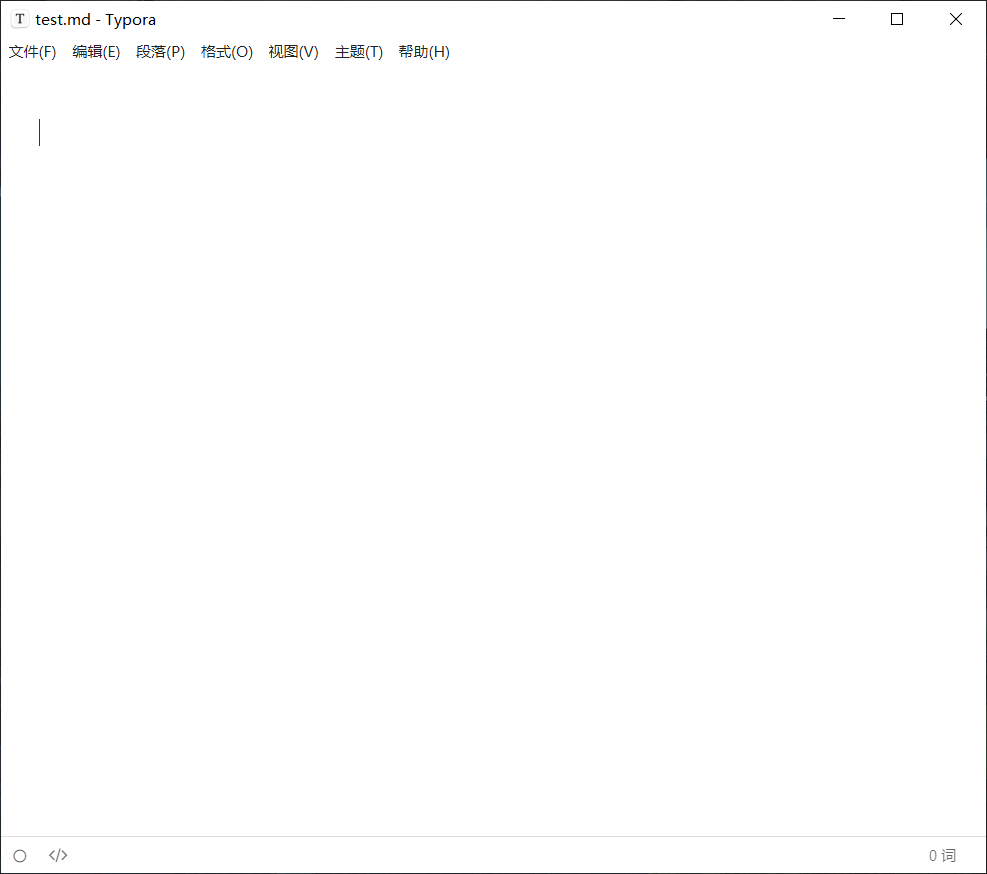 T test.md - Typora
文件(F) 编辑(E) 段落(P) 格式(O) 视图(V) 主题(T) 帮助(H)
</> 0 词